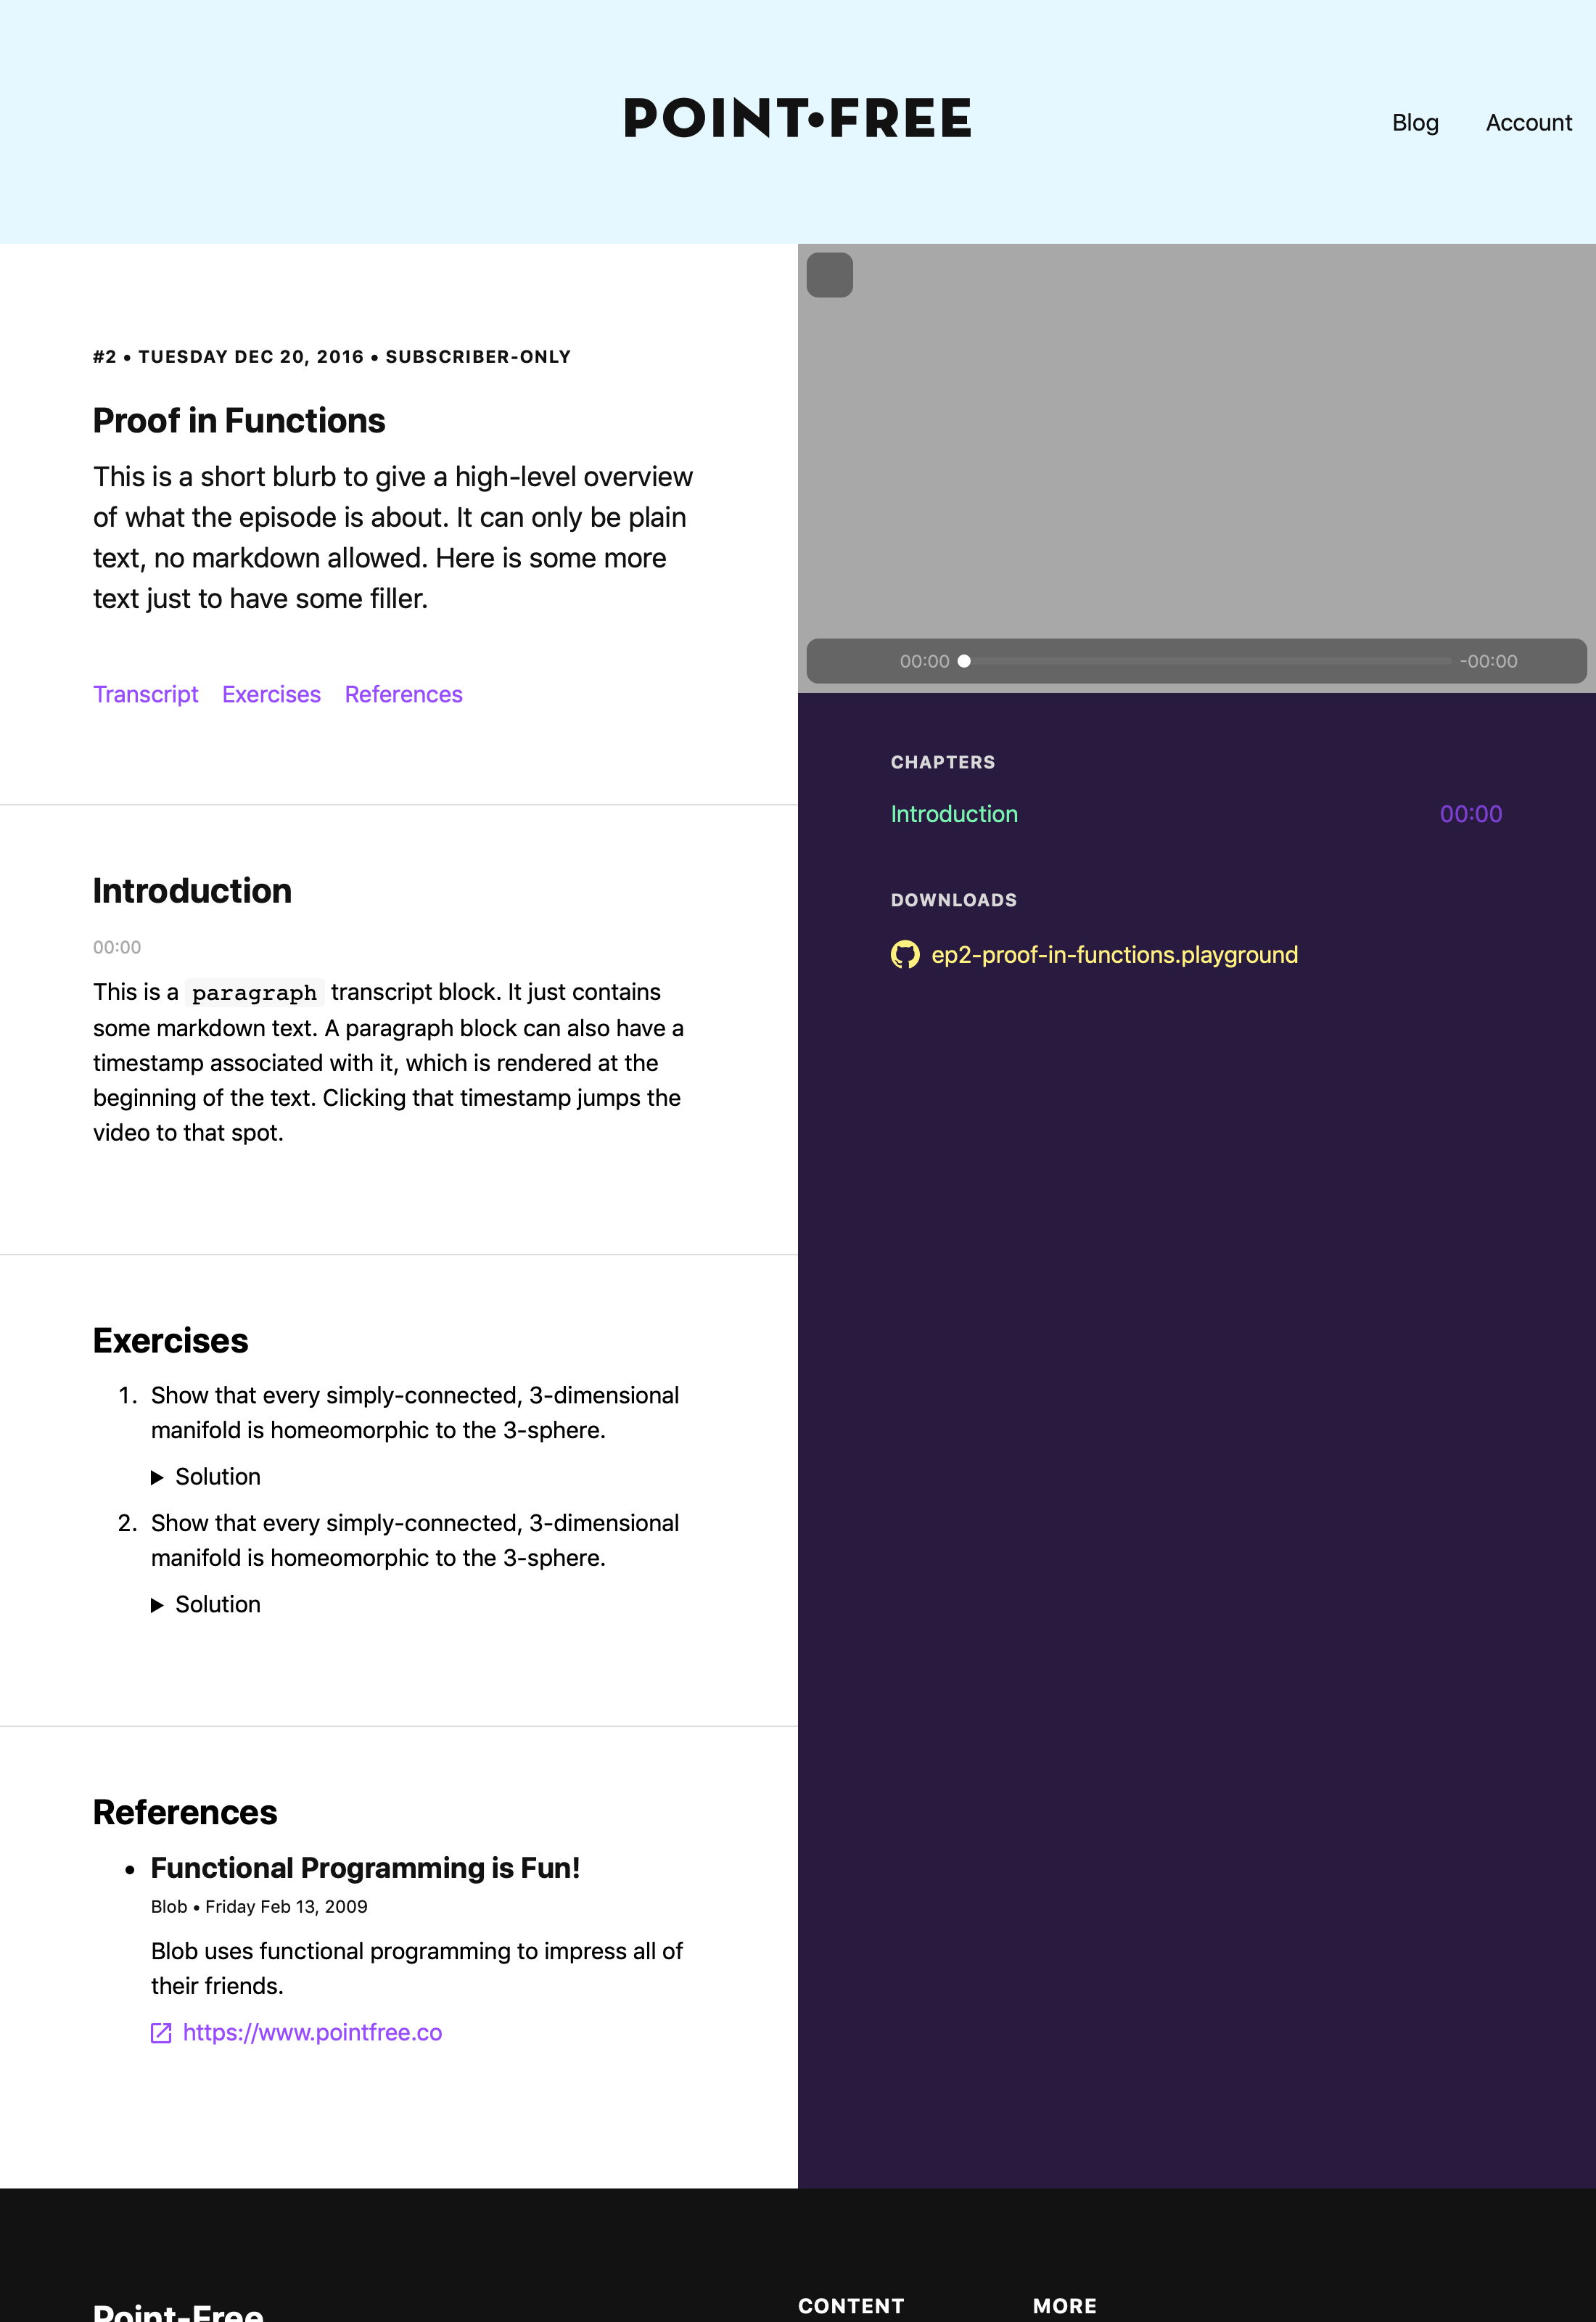 POINT•FREE
Blog
Account
#2 • TUESDAY DEC 20, 2016 • SUBSCRIBER-ONLY
Proof in Functions
This is a short blurb to give a high-level overview
of what the episode is about. It can only be plain
text, no markdown allowed. Here is some more
text just to have some filler.
Transcript
Exercises
References
Introduction
00:00
This is a paragraph transcript block. It just contains
some markdown text. A paragraph block can also have a
timestamp associated with it, which is rendered at the
beginning of the text. Clicking that timestamp jumps the
video to that spot.
Exercises
1. Show that every simply-connected, 3-dimensional
manifold is homeomorphic to the 3-sphere.
▶ Solution
2. Show that every simply-connected, 3-dimensional
manifold is homeomorphic to the 3-sphere.
▶ Solution
References
• Functional Programming is Fun!
Blob • Friday Feb 13, 2009
Blob uses functional programming to impress all of
their friends.
https://www.pointfree.co
00:00
-00:00
CHAPTERS
Introduction
00:00
DOWNLOADS
ep2-proof-in-functions.playground
Point-Free
CONTENT
MORE